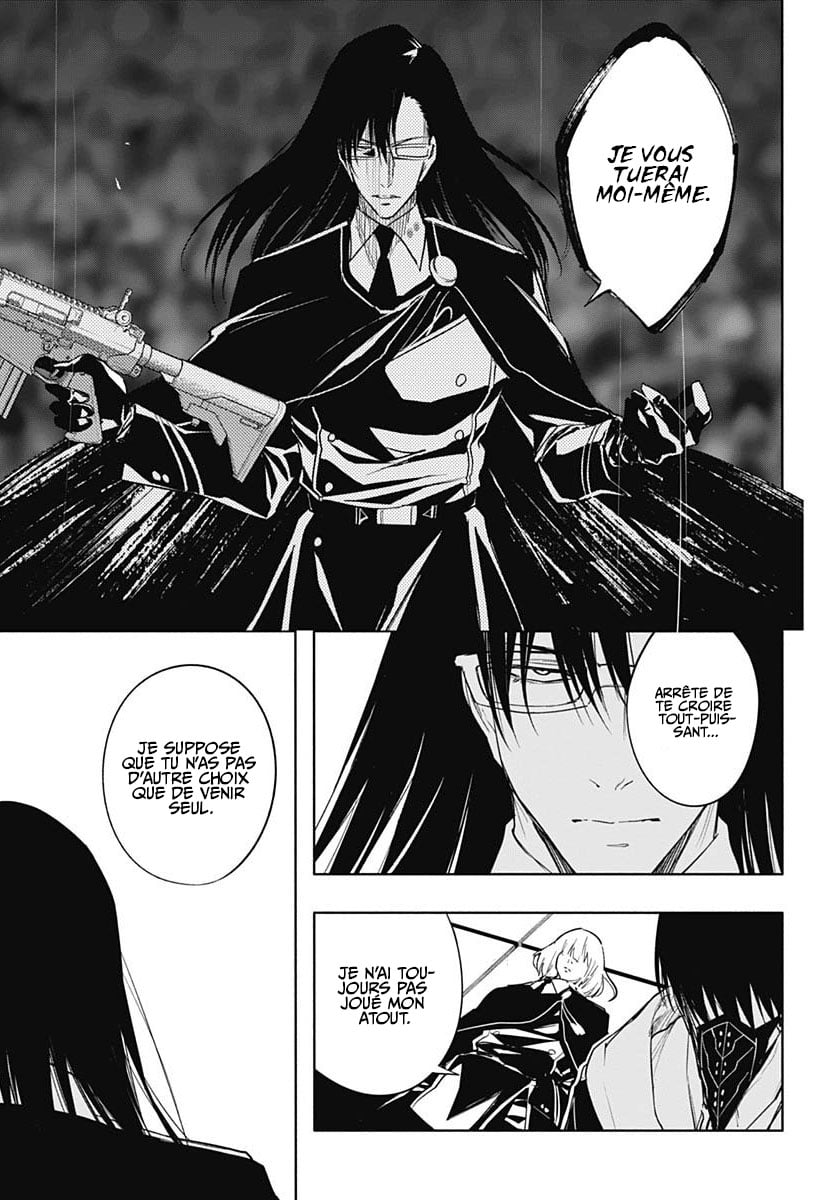 JE VOUS
TUERAI
MOI-MÊME.
ARRÊTE DE
TE CROIRE
TOUT-PUIS-
SANT...
JE SUPPOSE
QUE TU N'AS PAS
D'AUTRE CHOIX
QUE DE VENIR
SEUL.
JE N'AI TOU-
JOURS PAS
JOUÉ MON
ATOUT.